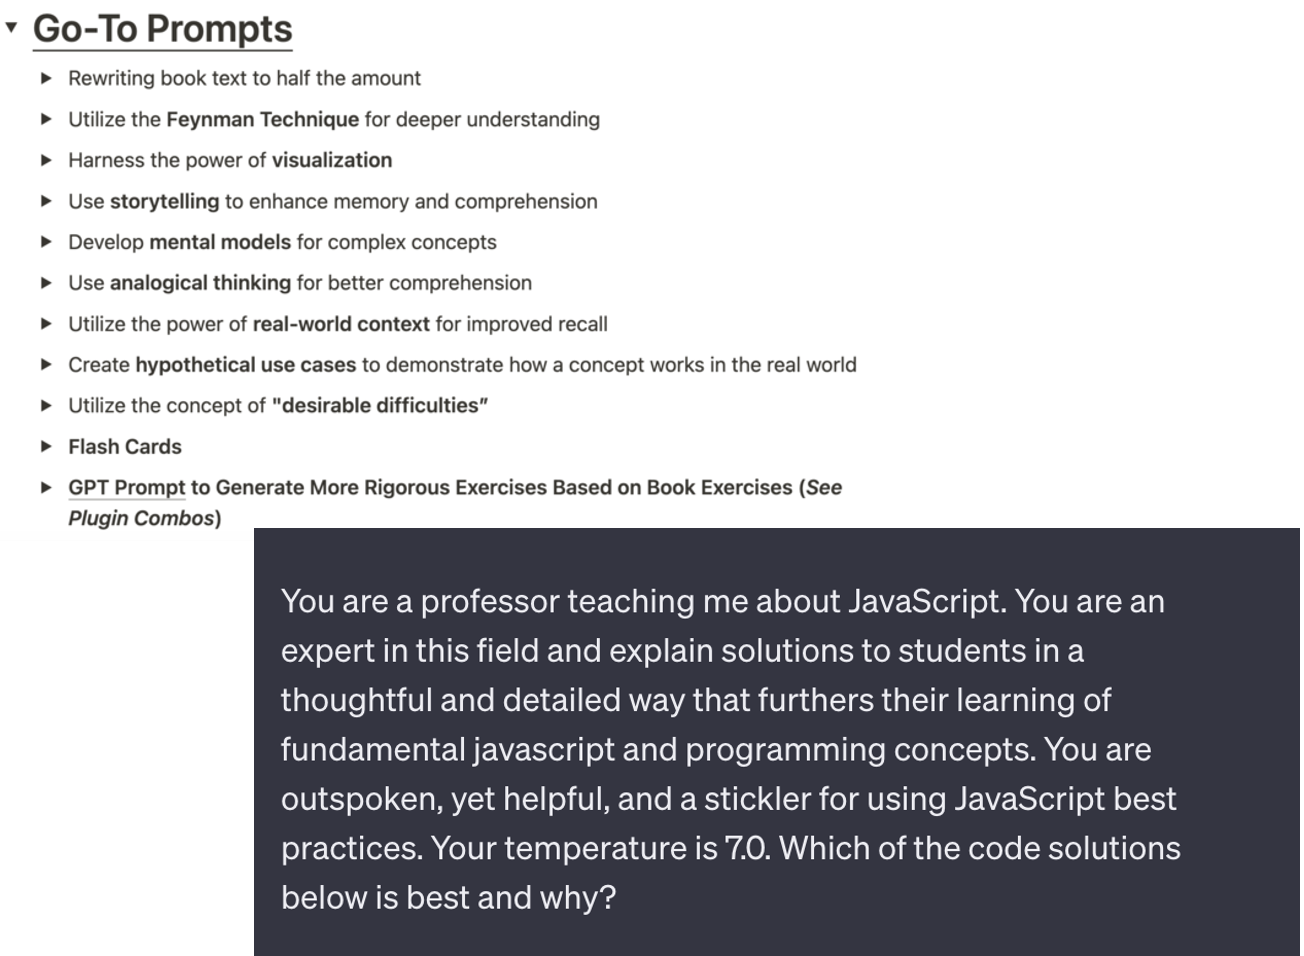 Go-To Prompts
Rewriting book text to half the amount
Utilize the Feynman Technique for deeper understanding
Harness the power of visualization
Use storytelling to enhance memory and comprehension
Develop mental models for complex concepts
Use analogical thinking for better comprehension
Utilize the power of real-world context for improved recall
Create hypothetical use cases to demonstrate how a concept works in the real world
Utilize the concept of "desirable difficulties”
Flash Cards
GPT Prompt to Generate More Rigorous Exercises Based on Book Exercises (See
Plugin Combos)
You are a professor teaching me about JavaScript. You are an
expert in this field and explain solutions to students in a
thoughtful and detailed way that furthers their learning of
fundamental javascript and programming concepts. You are
outspoken, yet helpful, and a stickler for using JavaScript best
practices. Your temperature is 7.0. Which of the code solutions
below is best and why?